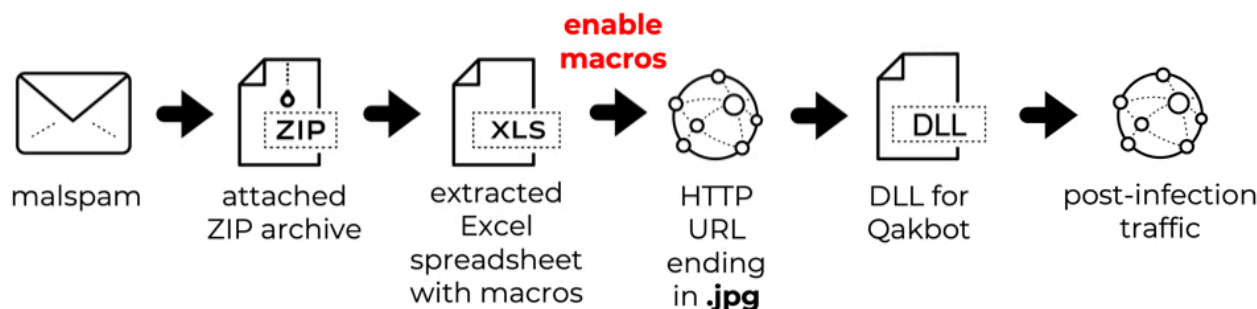 enable
macros
ZIP
XLS
DLL
malspam
attached
ZIP archive
extracted
Excel
spreadsheet
with macros
HTTP
URL
ending
in .jpg
DLL for
Qakbot
post-infection
traffic